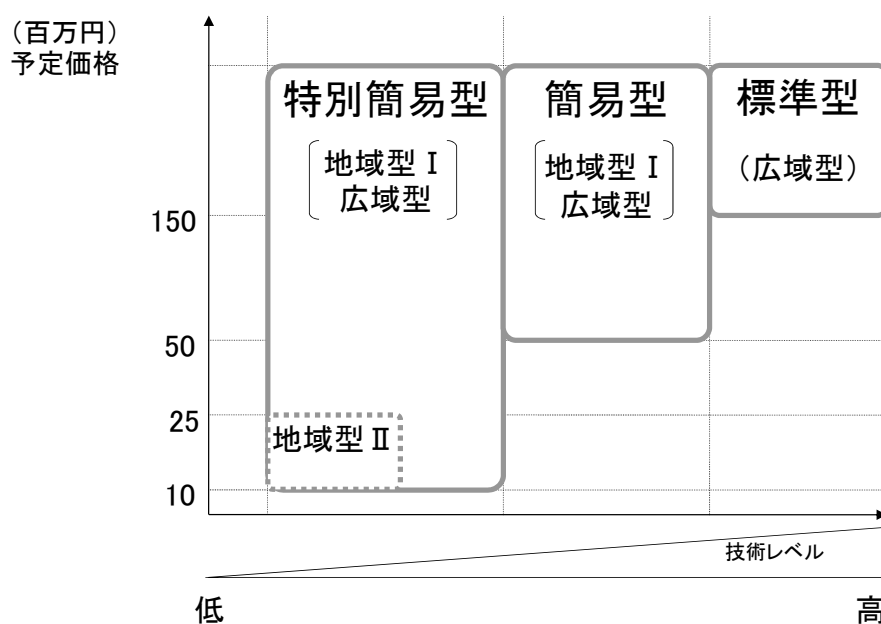 （百万円）
予定価格
特別簡易型
地域型Ⅰ
広域型
簡易型
地域型Ⅰ
広域型
標準型
（広域型）
150
50
25
地域型Ⅱ
10
技術レベル
低
高